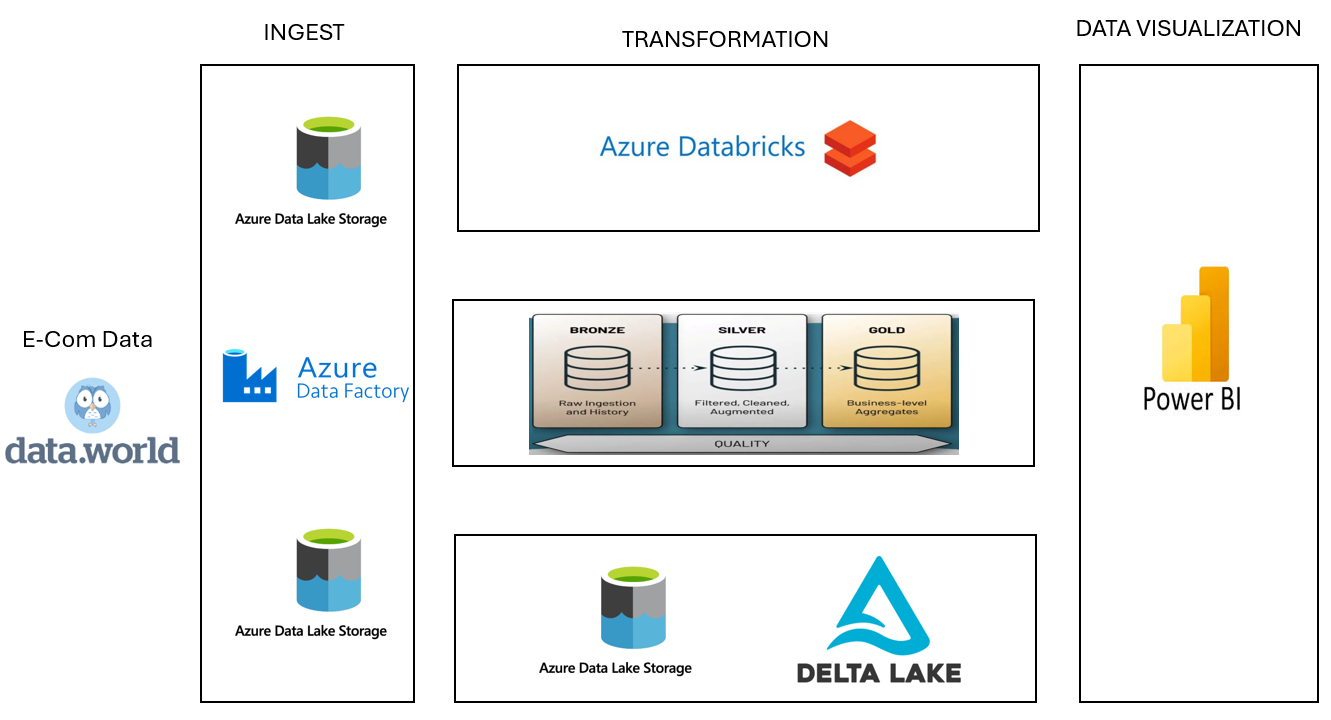 INGEST
TRANSFORMATION
DATA VISUALIZATION
Azure Data Lake Storage
Azure Databricks
E-Com Data
data.world
Azure
Data Factory
BRONZE
Raw Ingestion
and History
SILVER
Filtered, Cleaned,
Augmented
GOLD
Business-level
Aggregates
QUALITY
Power BI
Azure Data Lake Storage
Azure Data Lake Storage
DELTA LAKE